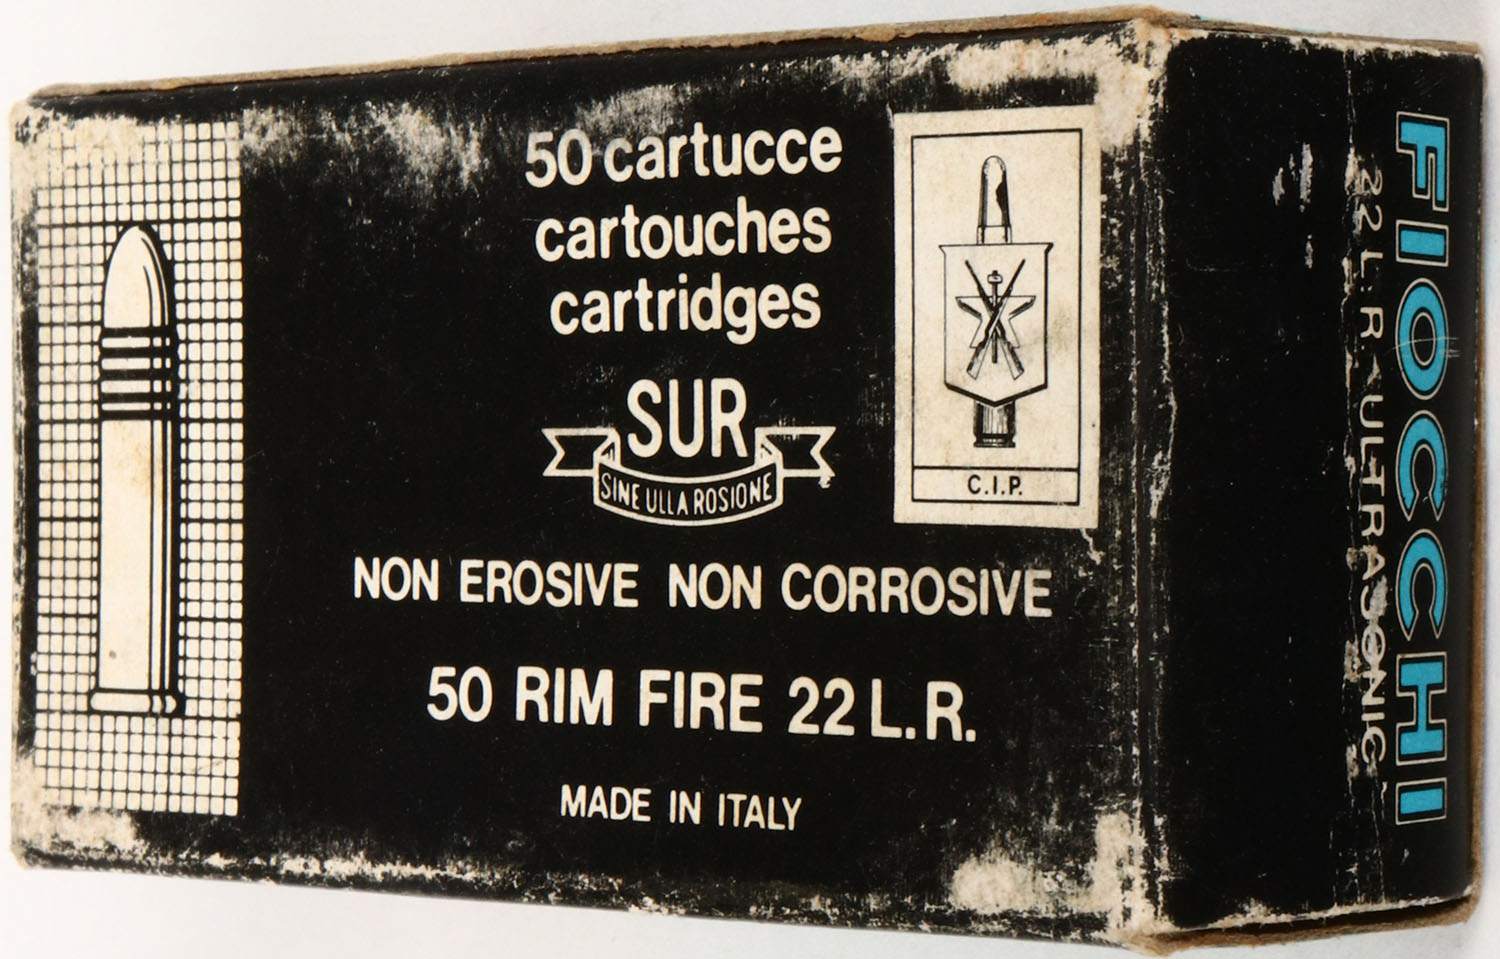 50 cartucce
cartouches
cartridges
SUR
SINE ULLA ROSIONE
NON EROSIVE NON CORROSIVE
50 RIM FIRE 22 L.R.
MADE IN ITALY
C.I.P.
FIOCCHI
22 L.R. ULTRASONIC